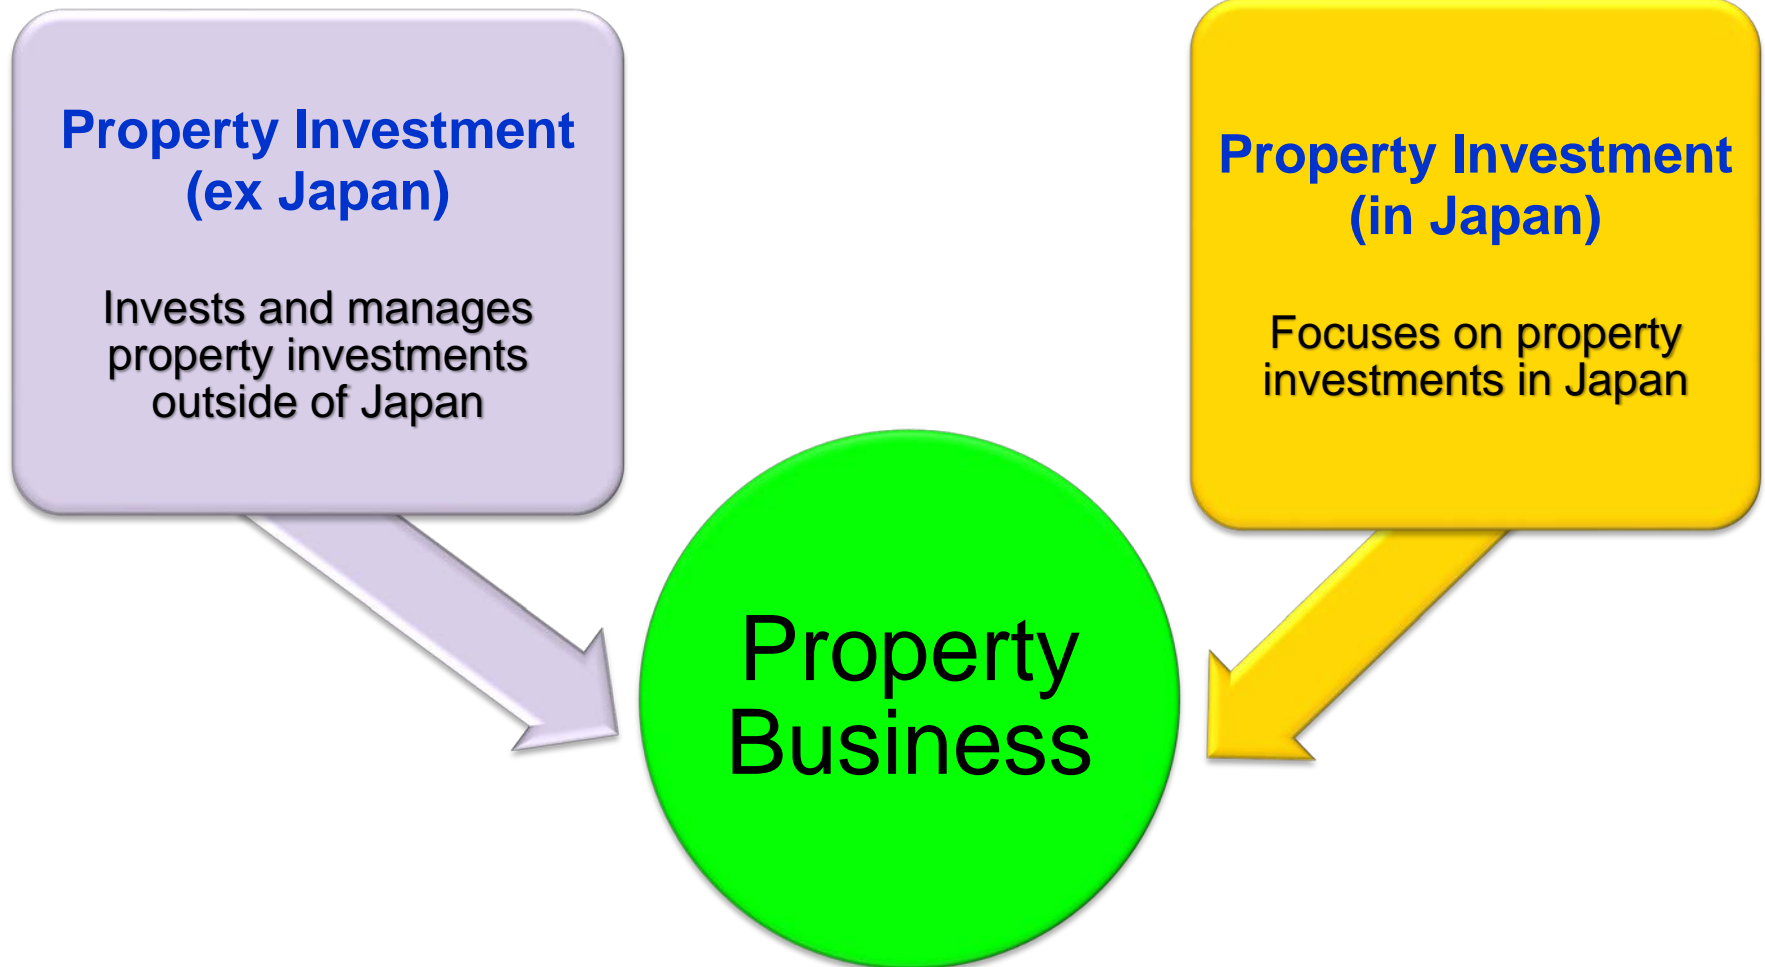 Property Investment
(ex Japan)
Invests and manages
property investments
outside of Japan
Property Investment
(in Japan)
Focuses on property
investments in Japan
Property
Business